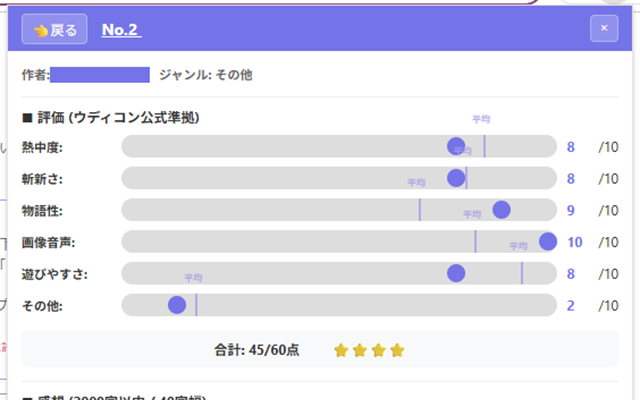 👈戻る No.2 ×
作者: ジャンル: その他
■ 評価 (ウディコン公式準拠)
平均
熱中度: 8 /10
平均
斬新さ: 8 /10
平均
物語性: 9 /10
平均
画像音声: 10 /10
平均
遊びやすさ: 8 /10
平均
その他: 2 /10
合計: 45/60点 ⭐⭐⭐⭐